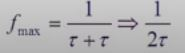 f_max = 1/(τ + τ) ⇒ 1/(2τ)